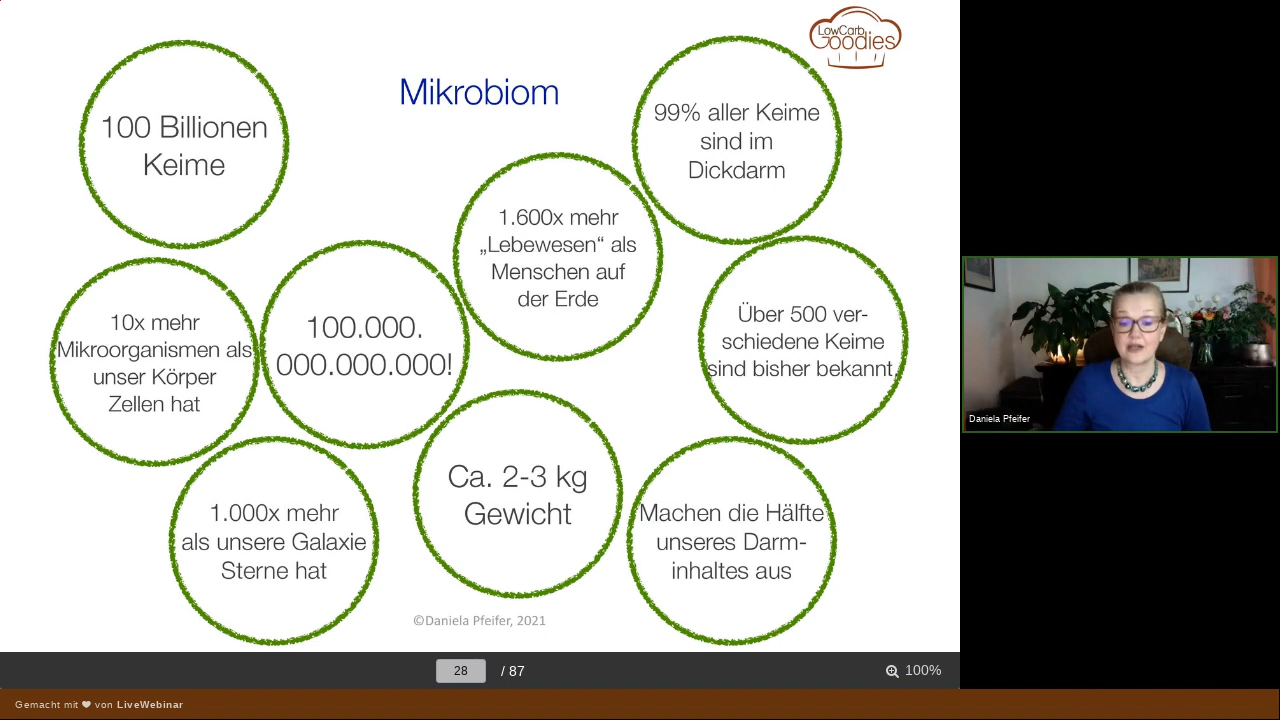 LowCarb
Goodies
Mikrobiom
100 Billionen
Keime
99% aller Keime
sind im
Dickdarm
1.600x mehr
„Lebewesen“ als
Menschen auf
der Erde
10x mehr
Mikroorganismen als
unser Körper
Zellen hat
100.000.
000.000.000!
Über 500 ver-
schiedene Keime
sind bisher bekannt
Ca. 2-3 kg
Gewicht
1.000x mehr
als unsere Galaxie
Sterne hat
Machen die Hälfte
unseres Darm-
inhaltes aus
©Daniela Pfeifer, 2021
Daniela Pfeifer
28 / 87
100%
Gemacht mit ❤ von LiveWebinar